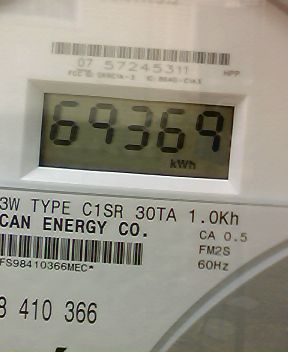 07 57245311
HPP
69369
kWh
3W TYPE C1SR 30TA 1.0Kh
CAN ENERGY CO.
CA 0.5
FM2S
60Hz
FS98410366MEC*
8 410 366